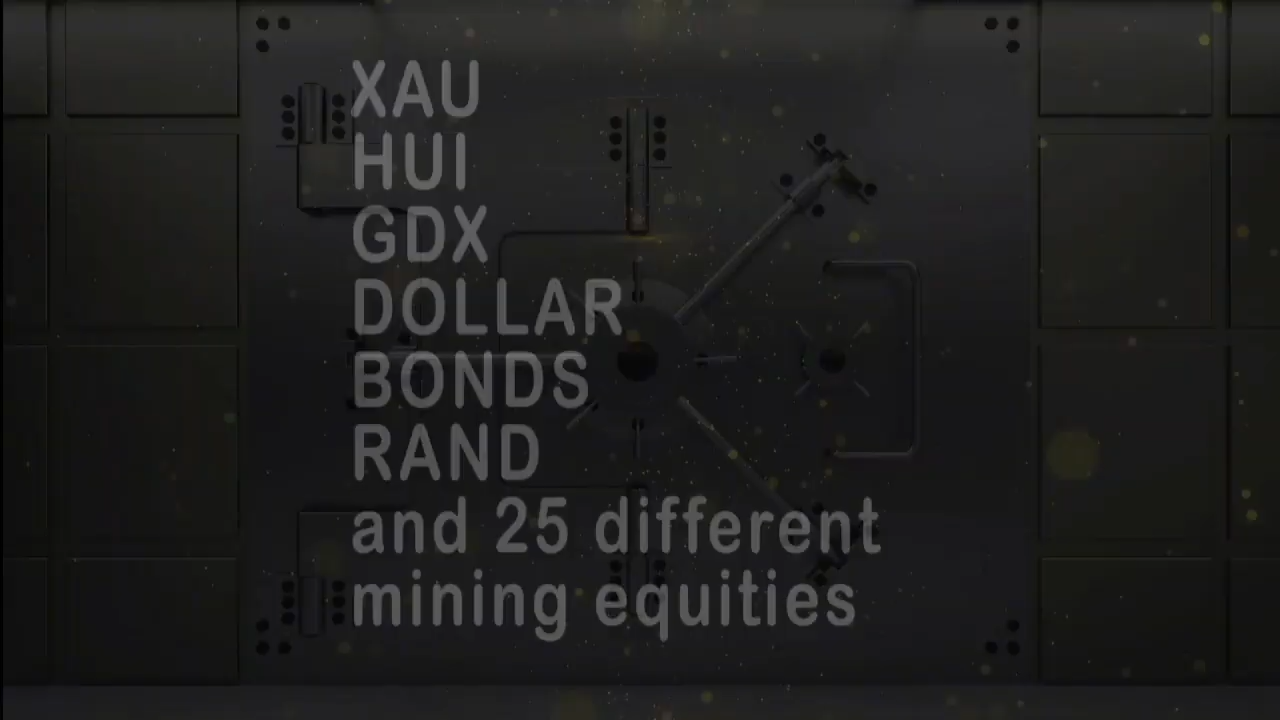 XAU
HUI
GDX
DOLLAR
BONDS
RAND
and 25 different
mining equities